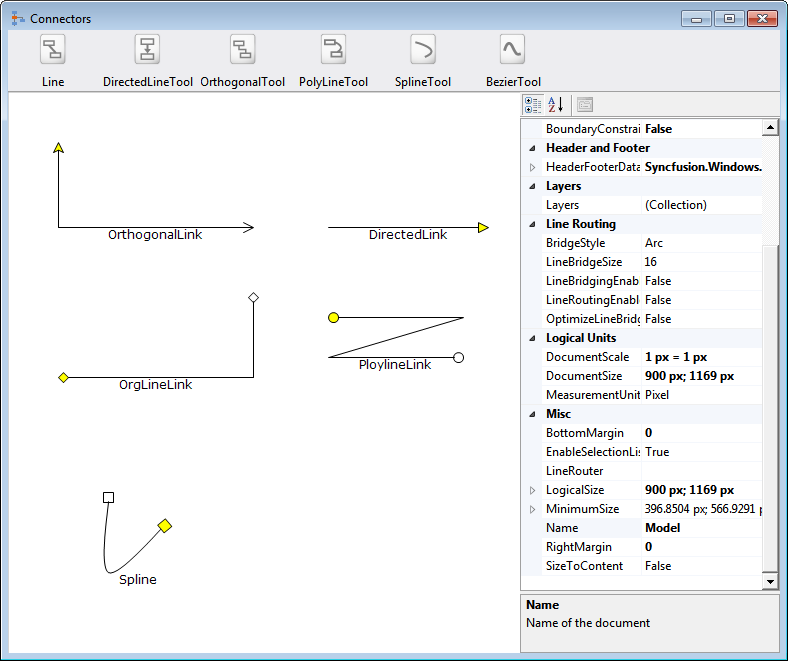 Connectors
Line DirectedLineTool OrthogonalTool PolyLineTool SplineTool BezierTool
OrthogonalLink
DirectedLink
OrgLineLink
PloylineLink
Spline
BoundaryConstrai False
Header and Footer
HeaderFooterData Syncfusion.Windows.
Layers
Layers (Collection)
Line Routing
BridgeStyle Arc
LineBridgeSize 16
LineBridgingEnab False
LineRoutingEnabl False
OptimizeLineBridg False
Logical Units
DocumentScale 1 px = 1 px
DocumentSize 900 px; 1169 px
MeasurementUnit Pixel
Misc
BottomMargin 0
EnableSelectionLis True
LineRouter
LogicalSize 900 px; 1169 px
MinimumSize 396.8504 px; 566.9291 p
Name Model
RightMargin 0
SizeToContent False
Name
Name of the document